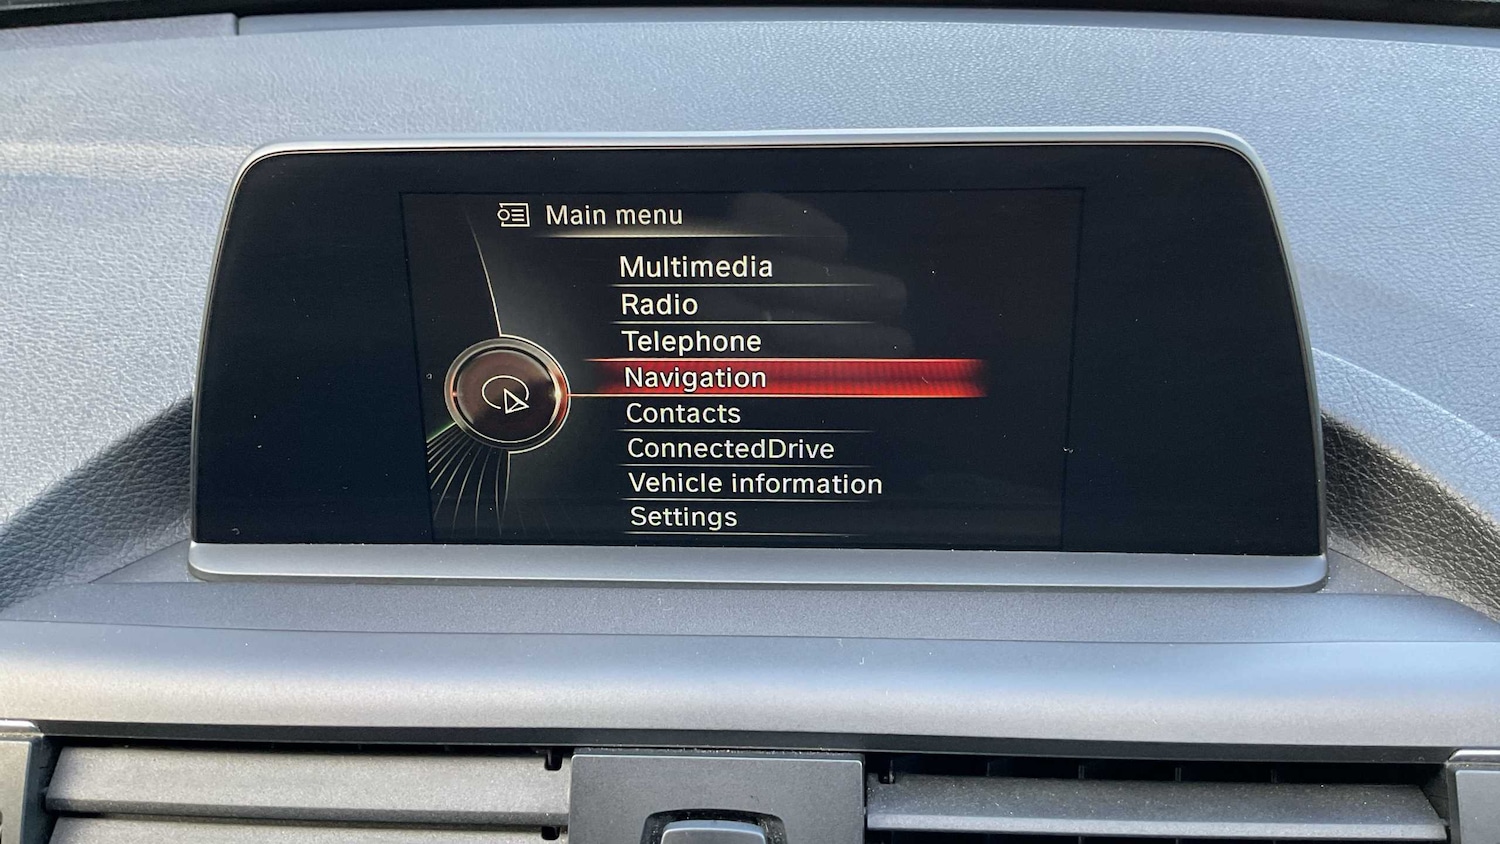 Main menu
Multimedia
Radio
Telephone
Navigation
Contacts
ConnectedDrive
Vehicle information
Settings